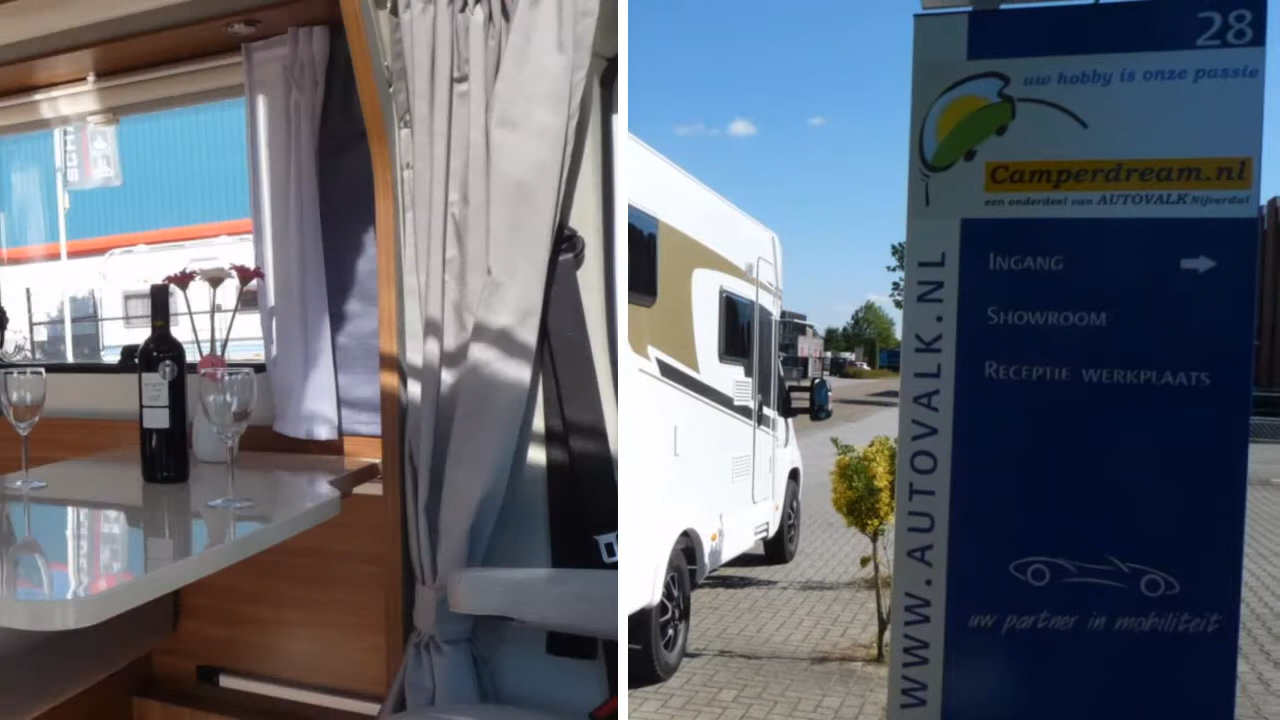 SCH
28
uw hobby is onze passie
Camperdream.nl
een onderdeel van AUTOVALK Nijverdal
INGANG
SHOWROOM
RECEPTIE WERKPLAATS
WWW.AUTOVALK.NL
uw partner in mobiliteit